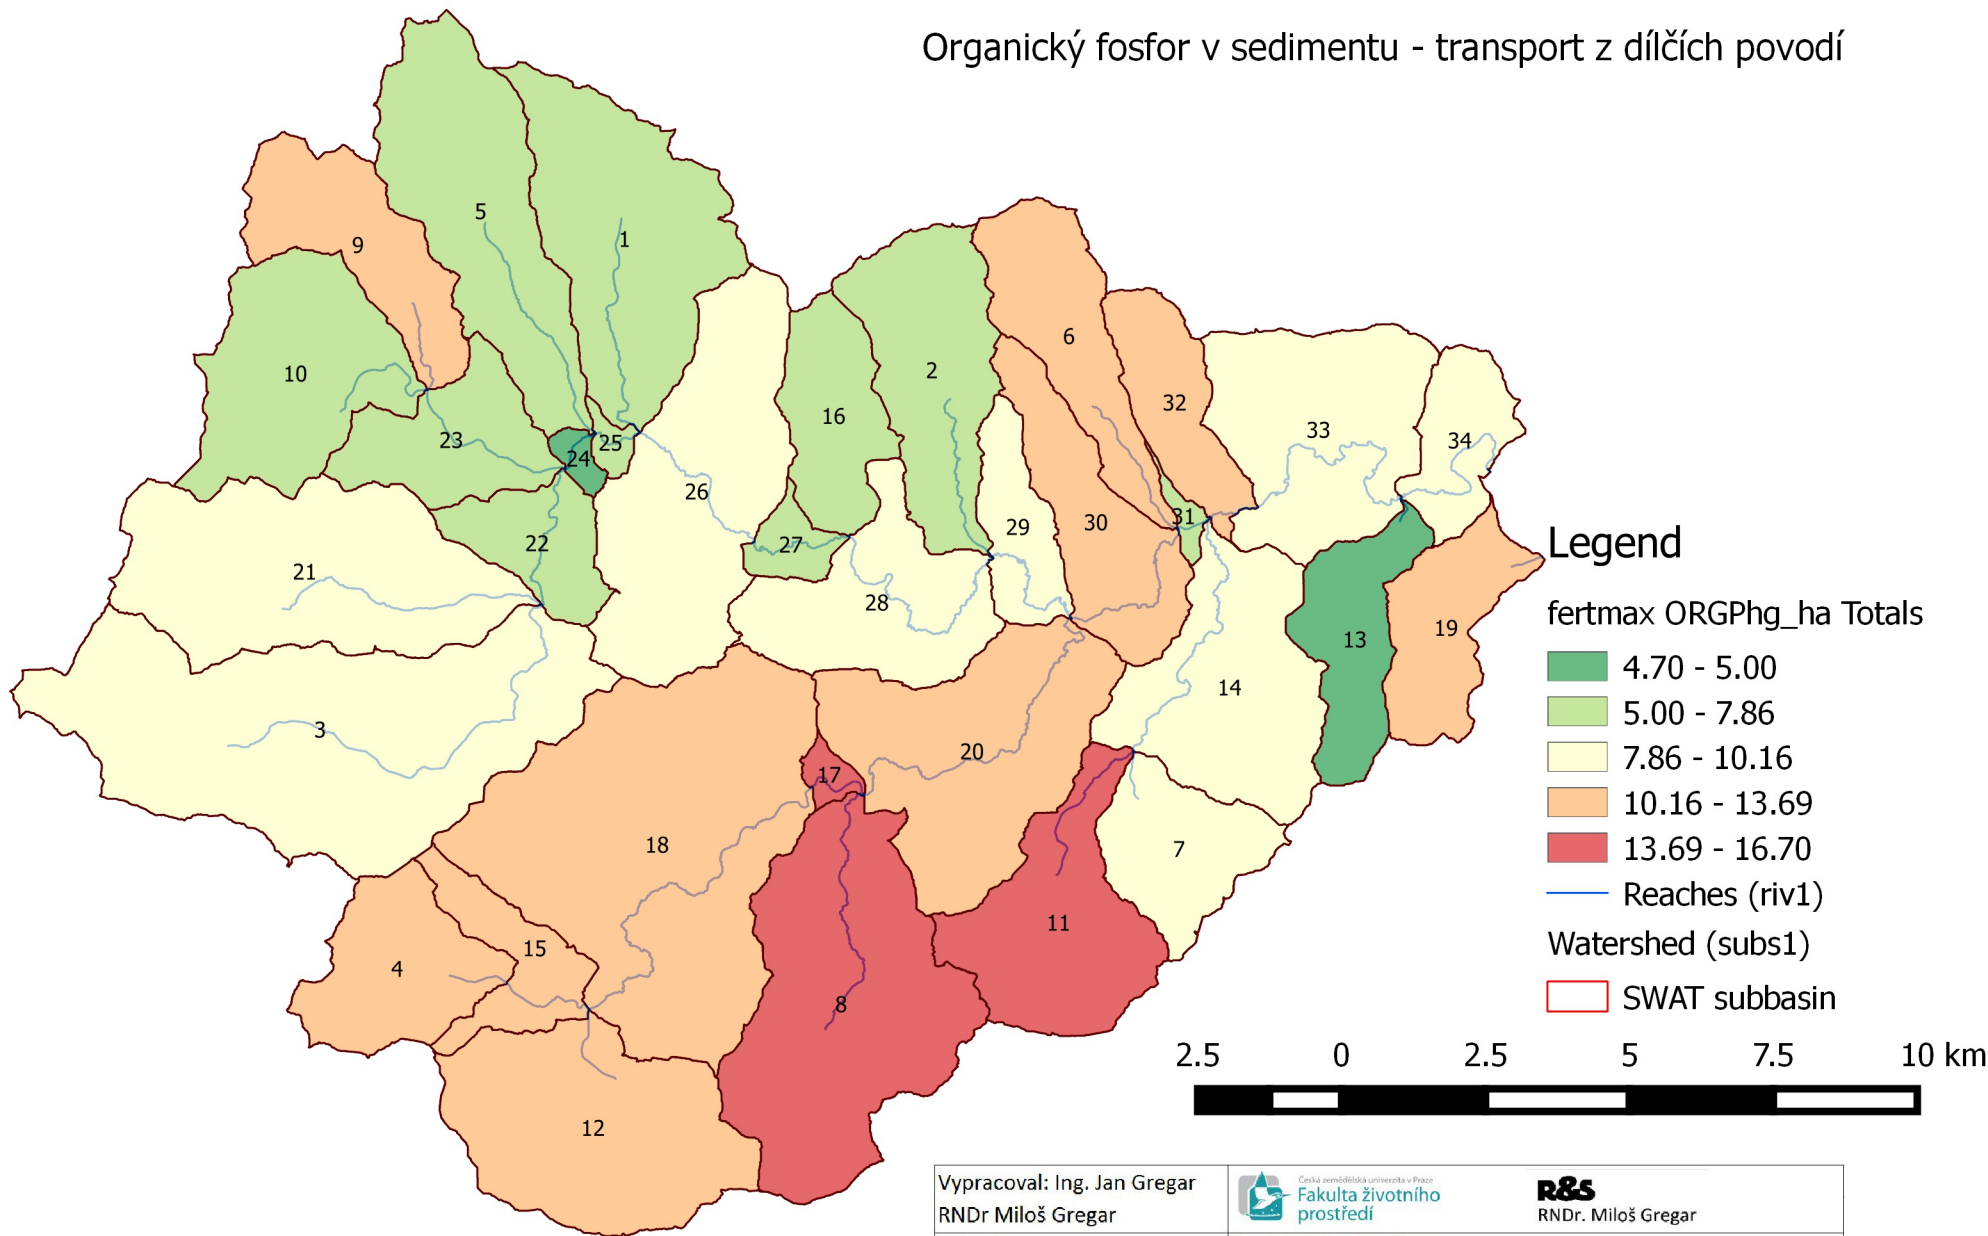 Organický fosfor v sedimentu - transport z dílčích povodí
5
1
9
6
2
10
32
16
33
34
23
25
24
26
29
30
31
22
27
21
28
13
19
14
3
20
17
18
7
11
15
4
8
12
Legend
fertmax ORGPhg_ha Totals
4.70 - 5.00
5.00 - 7.86
7.86 - 10.16
10.16 - 13.69
13.69 - 16.70
Reaches (riv1)
Watershed (subs1)
SWAT subbasin
2.5 0 2.5 5 7.5 10 km
Vypracoval: Ing. Jan Gregar
RNDr Miloš Gregar
Česká zemědělská univerzita v Praze
Fakulta životního
prostředí
R&S
RNDr. Miloš Gregar